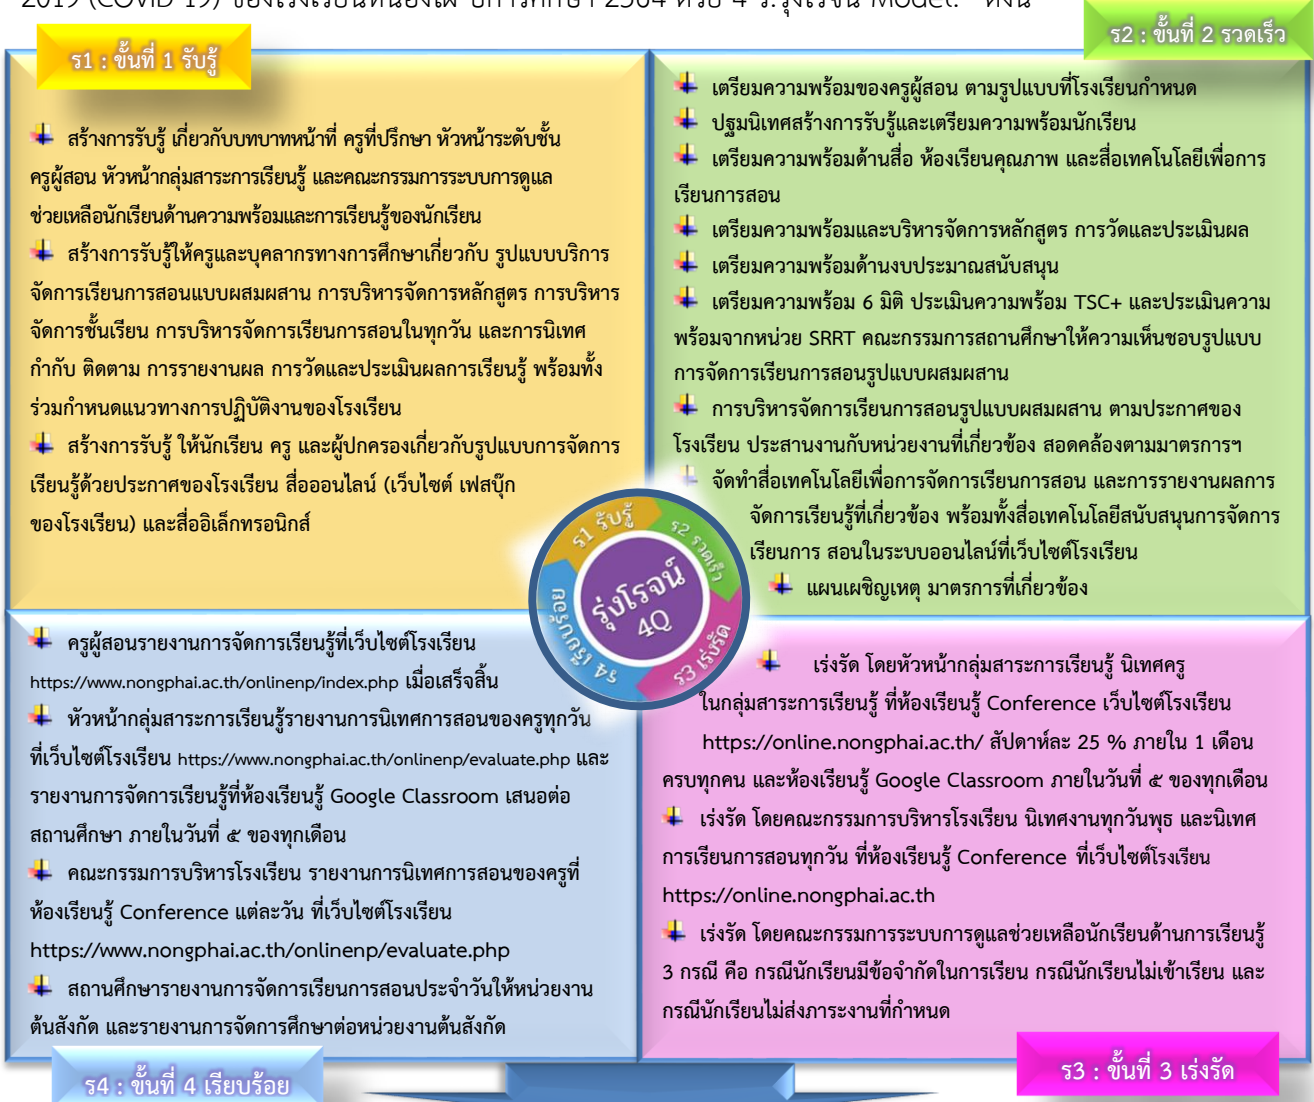 2019 (COVID 19) ของโรงเรียนหนองไผ่ ปีการศึกษา 2564 ด้วย 4 ร.รุ่งโรจน์ Model. ดังนี้
ร1 : ขั้นที่ 1 รับรู้
สร้างการรับรู้ เกี่ยวกับบทบาทหน้าที่ ครูที่ปรึกษา หัวหน้าระดับชั้น
ครูผู้สอน หัวหน้ากลุ่มสาระการเรียนรู้ และคณะกรรมการระบบการดูแล
ช่วยเหลือนักเรียนด้านความพร้อมและการเรียนรู้ของนักเรียน
สร้างการรับรู้ให้ครูและบุคลากรทางการศึกษาเกี่ยวกับ รูปแบบบริการ
จัดการเรียนการสอนแบบผสมผสาน การบริหารจัดการหลักสูตร การบริหาร
จัดการชั้นเรียน การบริหารจัดการเรียนการสอนในทุกวัน และการนิเทศ
กำกับ ติดตาม การรายงานผล การวัดและประเมินผลการเรียนรู้ พร้อมทั้ง
ร่วมกำหนดแนวทางการปฏิบัติงานของโรงเรียน
สร้างการรับรู้ ให้นักเรียน ครู และผู้ปกครองเกี่ยวกับรูปแบบการจัดการ
เรียนรู้ด้วยประกาศของโรงเรียน สื่อออนไลน์ (เว็บไซต์ เฟสบุ๊ก
ของโรงเรียน) และสื่ออิเล็กทรอนิกส์
ร2 : ขั้นที่ 2 รวดเร็ว
เตรียมความพร้อมของครูผู้สอน ตามรูปแบบที่โรงเรียนกำหนด
ปฐมนิเทศสร้างการรับรู้และเตรียมความพร้อมนักเรียน
เตรียมความพร้อมด้านสื่อ ห้องเรียนคุณภาพ และสื่อเทคโนโลยีเพื่อการ
เรียนการสอน
เตรียมความพร้อมและบริหารจัดการหลักสูตร การวัดและประเมินผล
เตรียมความพร้อมด้านงบประมาณสนับสนุน
เตรียมความพร้อม 6 มิติ ประเมินความพร้อม TSC+ และประเมินความ
พร้อมจากหน่วย SRRT คณะกรรมการสถานศึกษาให้ความเห็นชอบรูปแบบ
การจัดการเรียนการสอนรูปแบบผสมผสาน
การบริหารจัดการเรียนการสอนรูปแบบผสมผสาน ตามประกาศของ
โรงเรียน ประสานงานกับหน่วยงานที่เกี่ยวข้อง สอดคล้องตามมาตรการฯ
จัดทำสื่อเทคโนโลยีเพื่อการจัดการเรียนการสอน และการรายงานผลการ
จัดการเรียนรู้ที่เกี่ยวข้อง พร้อมทั้งสื่อเทคโนโลยีสนับสนุนการจัดการ
เรียนการ สอนในระบบออนไลน์ที่เว็บไซต์โรงเรียน
แผนเผชิญเหตุ มาตรการที่เกี่ยวข้อง
ร1 รับรู้
ร2 รวดเร็ว
ร3 เร่งรัด
ร4 เรียบร้อย
รุ่งโรจน์
4Q
ครูผู้สอนรายงานการจัดการเรียนรู้ที่เว็บไซต์โรงเรียน
https://www.nongphai.ac.th/onlinenp/index.php เมื่อเสร็จสิ้น
หัวหน้ากลุ่มสาระการเรียนรู้รายงานการนิเทศการสอนของครูทุกวัน
ที่เว็บไซต์โรงเรียน https://www.nongphai.ac.th/onlinenp/evaluate.php และ
รายงานการจัดการเรียนรู้ที่ห้องเรียนรู้ Google Classroom เสนอต่อ
สถานศึกษา ภายในวันที่ ๕ ของทุกเดือน
คณะกรรมการบริหารโรงเรียน รายงานการนิเทศการสอนของครูที่
ห้องเรียนรู้ Conference แต่ละวัน ที่เว็บไซต์โรงเรียน
https://www.nongphai.ac.th/onlinenp/evaluate.php
สถานศึกษารายงานการจัดการเรียนการสอนประจำวันให้หน่วยงาน
ต้นสังกัด และรายงานการจัดการศึกษาต่อหน่วยงานต้นสังกัด
ร4 : ขั้นที่ 4 เรียบร้อย
เร่งรัด โดยหัวหน้ากลุ่มสาระการเรียนรู้ นิเทศครู
ในกลุ่มสาระการเรียนรู้ ที่ห้องเรียนรู้ Conference เว็บไซต์โรงเรียน
https://online.nongphai.ac.th/ สัปดาห์ละ 25 % ภายใน 1 เดือน
ครบทุกคน และห้องเรียนรู้ Google Classroom ภายในวันที่ ๕ ของทุกเดือน
เร่งรัด โดยคณะกรรมการบริหารโรงเรียน นิเทศงานทุกวันพุธ และนิเทศ
การเรียนการสอนทุกวัน ที่ห้องเรียนรู้ Conference ที่เว็บไซต์โรงเรียน
https://online.nongphai.ac.th
เร่งรัด โดยคณะกรรมการระบบการดูแลช่วยเหลือนักเรียนด้านการเรียนรู้
3 กรณี คือ กรณีนักเรียนมีข้อจำกัดในการเรียน กรณีนักเรียนไม่เข้าเรียน และ
กรณีนักเรียนไม่ส่งภาระงานที่กำหนด
ร3 : ขั้นที่ 3 เร่งรัด